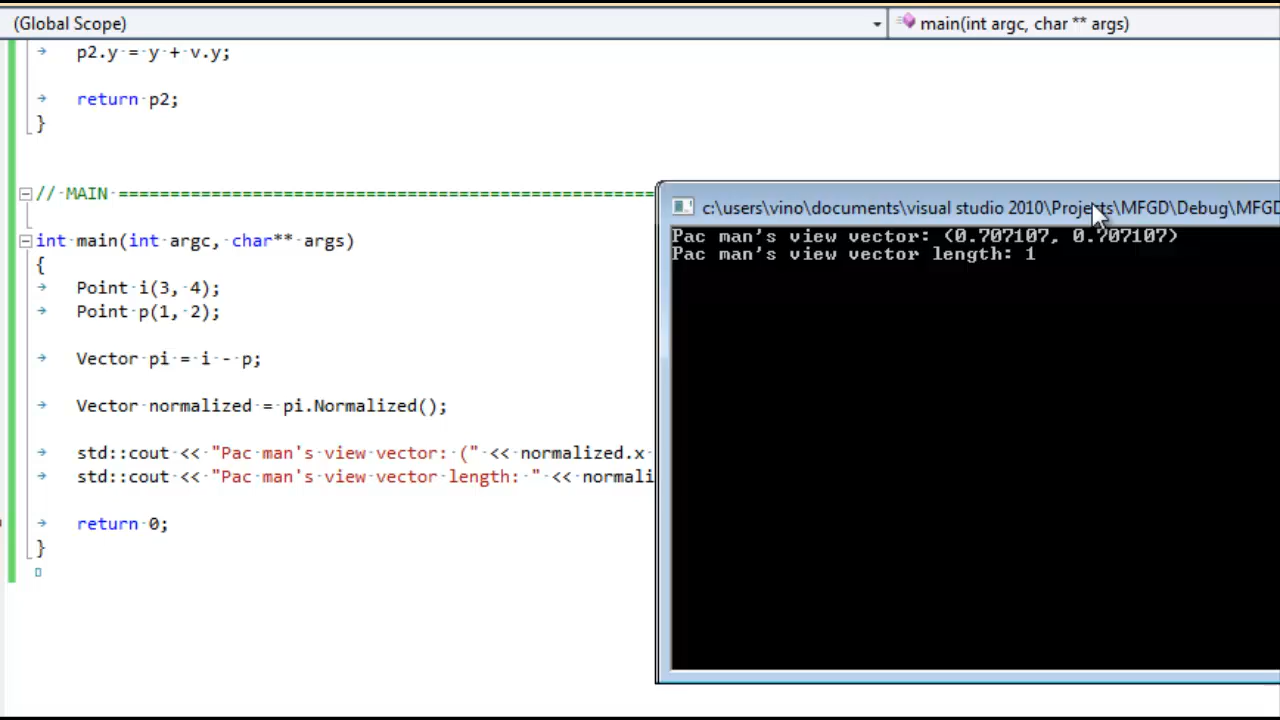 (Global Scope)
main(int argc, char ** args)
p2.y = y + v.y;
return p2;
}
// MAIN ====================================================
int main(int argc, char** args)
{
Point i(3, 4);
Point p(1, 2);
Vector pi = i - p;
Vector normalized = pi.Normalized();
std::cout << "Pac man's view vector: (" << normalized.x
std::cout << "Pac man's view vector length: " << normali
return 0;
}
c:\users\vino\documents\visual studio 2010\Projects\MFGD\Debug\MFGD
Pac man's view vector: (0.707107, 0.707107)
Pac man's view vector length: 1